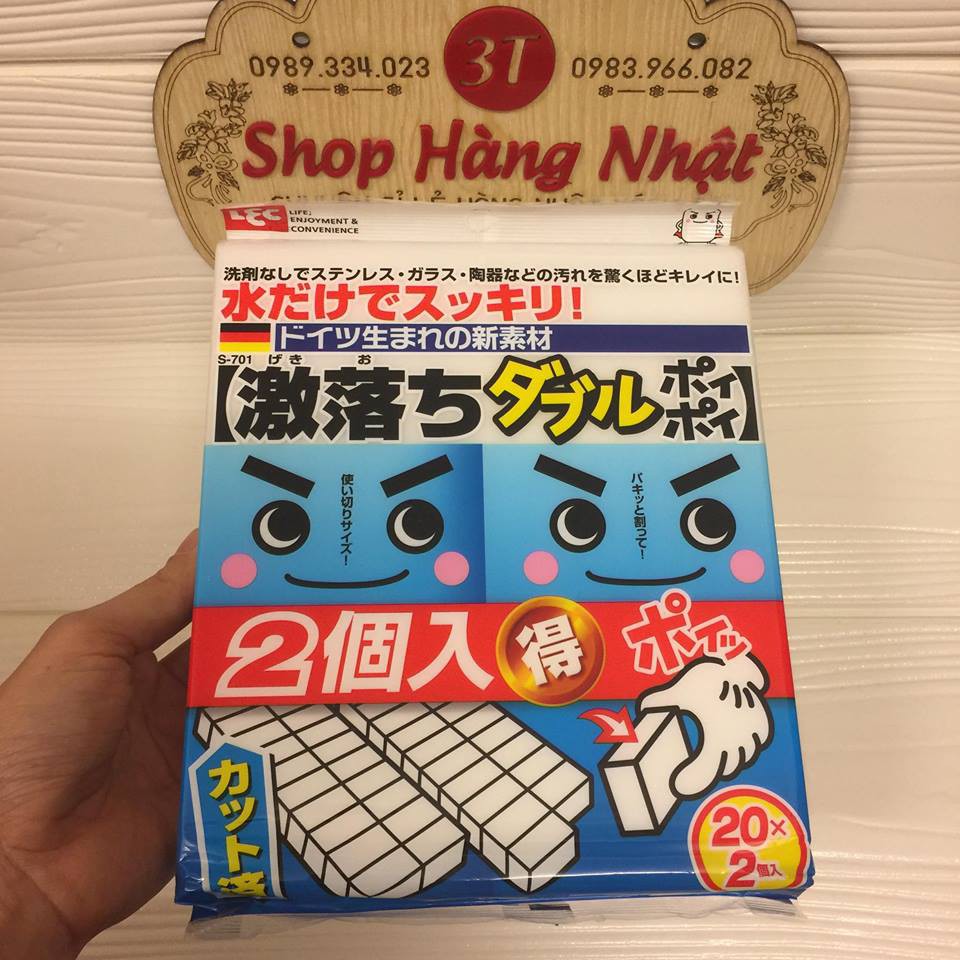 0989.334.023
3T
0983.966.082
Shop Hàng Nhật
LEC
LIFE,
ENJOYMENT &
CONVENIENCE
洗剤なしでステンレス・ガラス・陶器などの汚れを驚くほどキレイに!
水だけでスッキリ!
ドイツ生まれの新素材
S-701 げき お
【激落ちダブルポイポイ】
使い切りサイズ!
パキッと割って!
2個入
得
ポイッ
カット済
20×
2個入